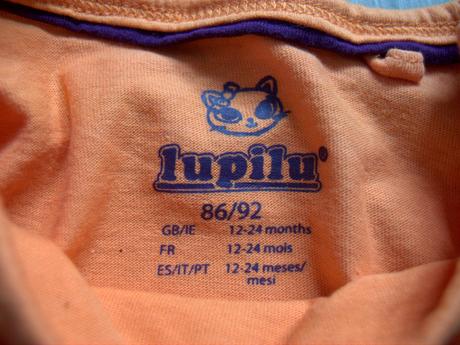 lupilu®
86/92
GB/IE 12-24 months
FR 12-24 mois
ES/IT/PT 12-24 meses/
mesi